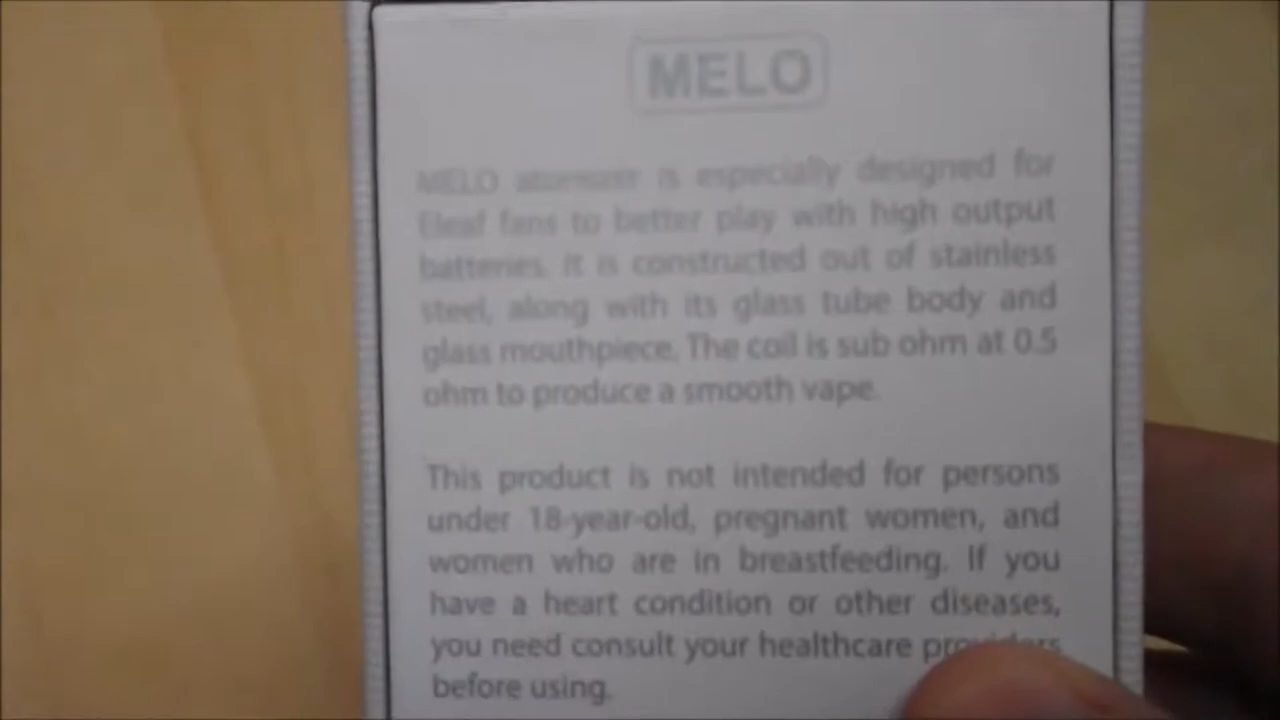 MELO
MELO atomizer is especially designed for
Eleaf fans to better play with high output
batteries. It is constructed out of stainless
steel, along with its glass tube body and
glass mouthpiece. The coil is sub ohm at 0.5
ohm to produce a smooth vape.
This product is not intended for persons
under 18-year-old, pregnant women, and
women who are in breastfeeding. If you
have a heart condition or other diseases,
you need consult your healthcare providers
before using.